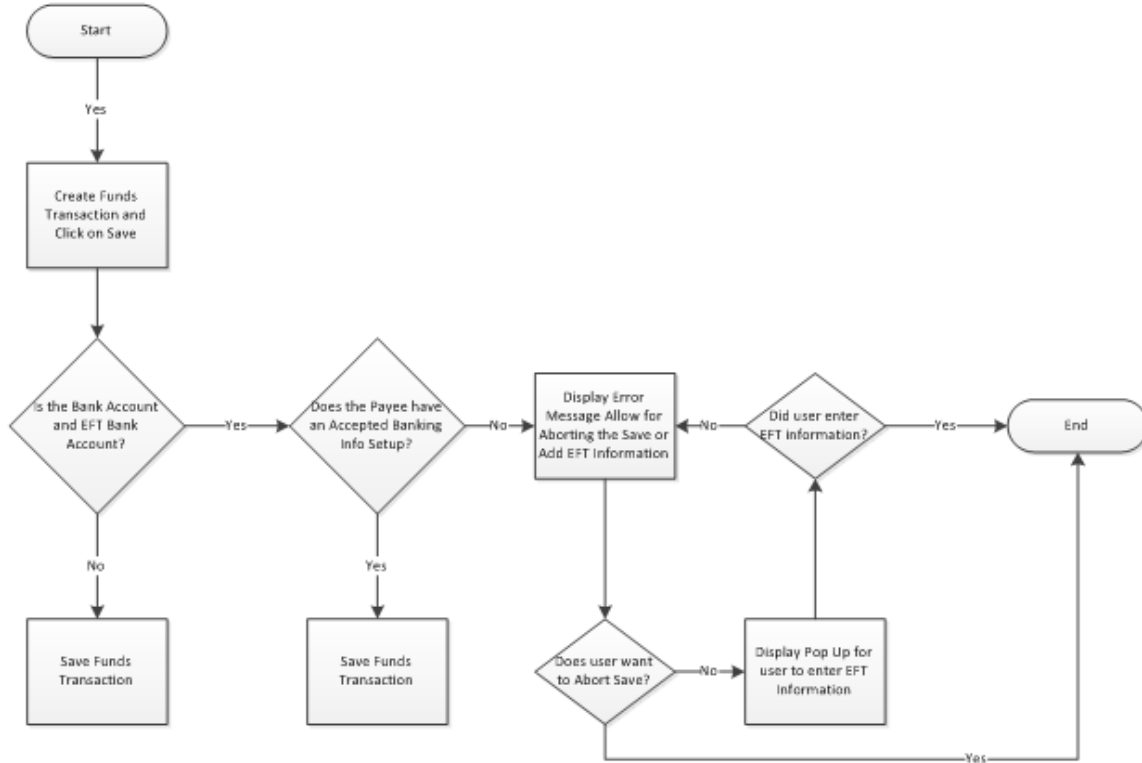 Start
Yes
Create Funds
Transaction and
Click on Save
Is the Bank Account
and EFT Bank
Account?
Yes
Does the Payee have
an Accepted Banking
Info Setup?
No
Display Error
Message Allow for
Aborting the Save or
Add EFT Information
No
Did user enter
EFT information?
Yes
End
No
Yes
Save Funds
Transaction
Save Funds
Transaction
Does user want
to Abort Save?
No
Display Pop Up for
user to enter EFT
Information
Yes